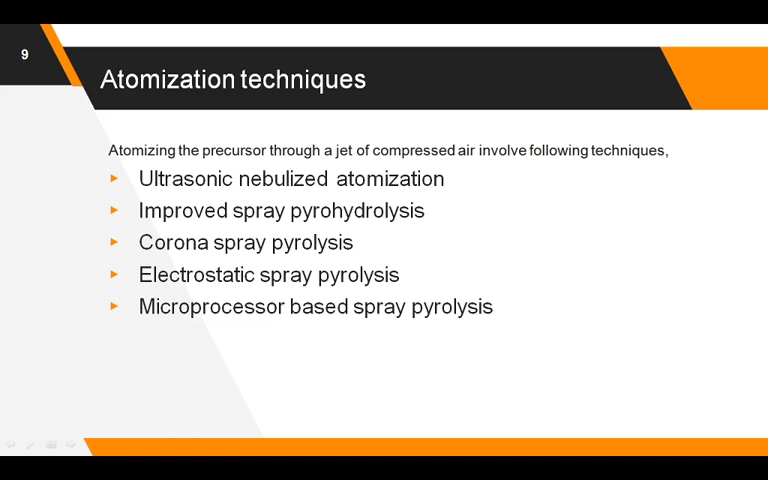 9
Atomization techniques
Atomizing the precursor through a jet of compressed air involve following techniques,
Ultrasonic nebulized atomization
Improved spray pyrohydrolysis
Corona spray pyrolysis
Electrostatic spray pyrolysis
Microprocessor based spray pyrolysis